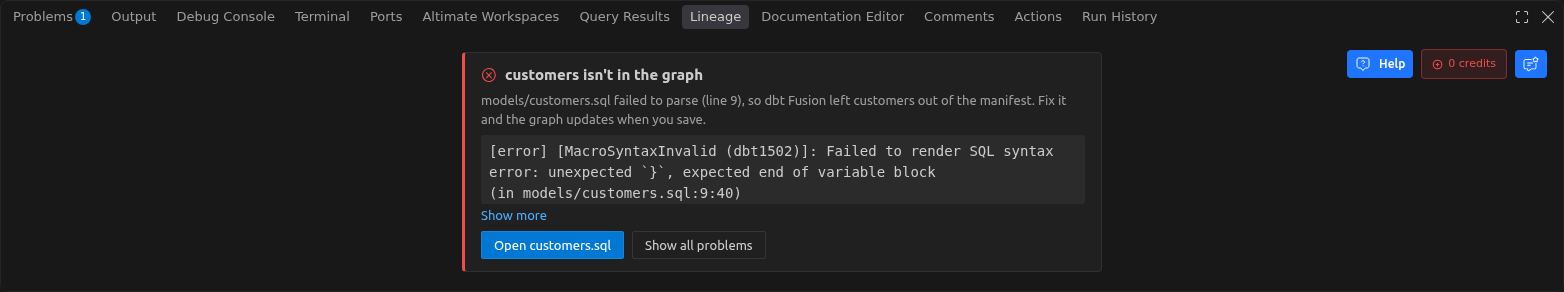 Problems 1 Output Debug Console Terminal Ports Altimate Workspaces Query Results Lineage Documentation Editor Comments Actions Run History
Help 0 credits
customers isn't in the graph
models/customers.sql failed to parse (line 9), so dbt Fusion left customers out of the manifest. Fix it
and the graph updates when you save.
[error] [MacroSyntaxInvalid (dbt1502)]: Failed to render SQL syntax
error: unexpected `}`, expected end of variable block
(in models/customers.sql:9:40)
Show more
Open customers.sql Show all problems